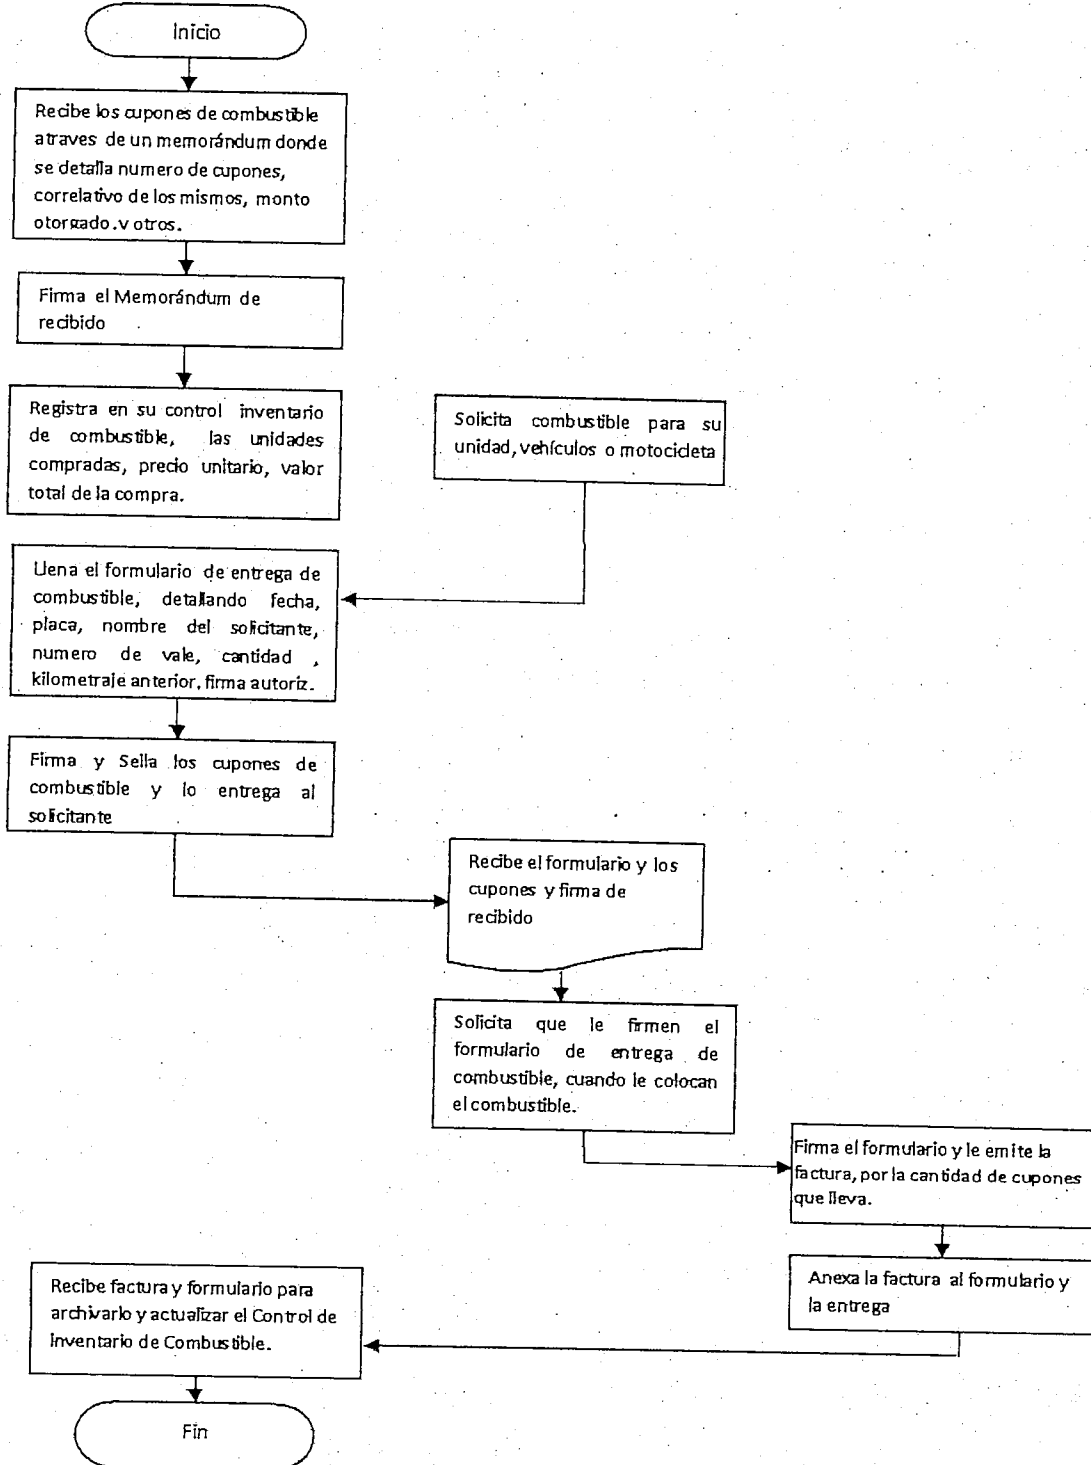 Inicio
Recibe los cupones de combustible
atraves de un memorándum donde
se detalla numero de cupones,
correlativo de los mismos, monto
otorgado.y otros.
Firma el Memorándum de
recibido
Registra en su control inventario
de combustible, las unidades
compradas, precio unitario, valor
total de la compra.
Solicita combustible para su
unidad, vehículos o motocicleta
Llena el formulario de entrega de
combustible, detallando fecha,
placa, nombre del solicitante,
numero de vale, cantidad ,
kilometraje anterior, firma autoriz.
Firma y Sella los cupones de
combustible y lo entrega al
solicitante
Recibe el formulario y los
cupones y firma de
recibido
Solicita que le firmen el
formulario de entrega de
combustible, cuando le colocan
el combustible.
Firma el formulario y le emite la
factura, por la cantidad de cupones
que lleva.
Anexa la factura al formulario y
la entrega
Recibe factura y formulario para
archivarlo y actualizar el Control de
Inventario de Combustible.
Fin